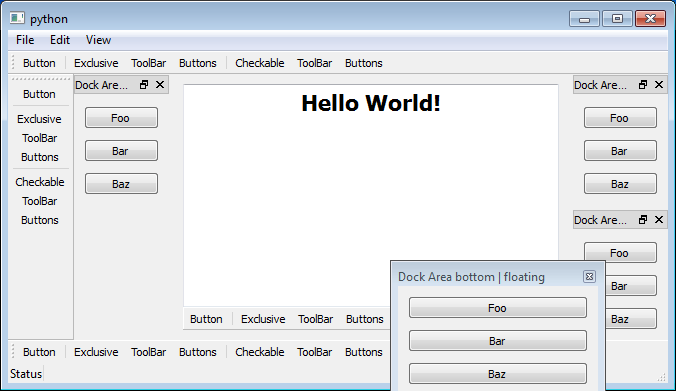 python
File Edit View
Button Exclusive ToolBar Buttons Checkable ToolBar Buttons
Button
Exclusive
ToolBar
Buttons
Checkable
ToolBar
Buttons
Dock Are...
Foo
Bar
Baz
Hello World!
Button Exclusive ToolBar Buttons
Dock Are...
Foo
Bar
Baz
Dock Are...
Foo
Bar
Baz
Dock Area bottom | floating
Foo
Bar
Baz
Button Exclusive ToolBar Buttons Checkable ToolBar Buttons
Status